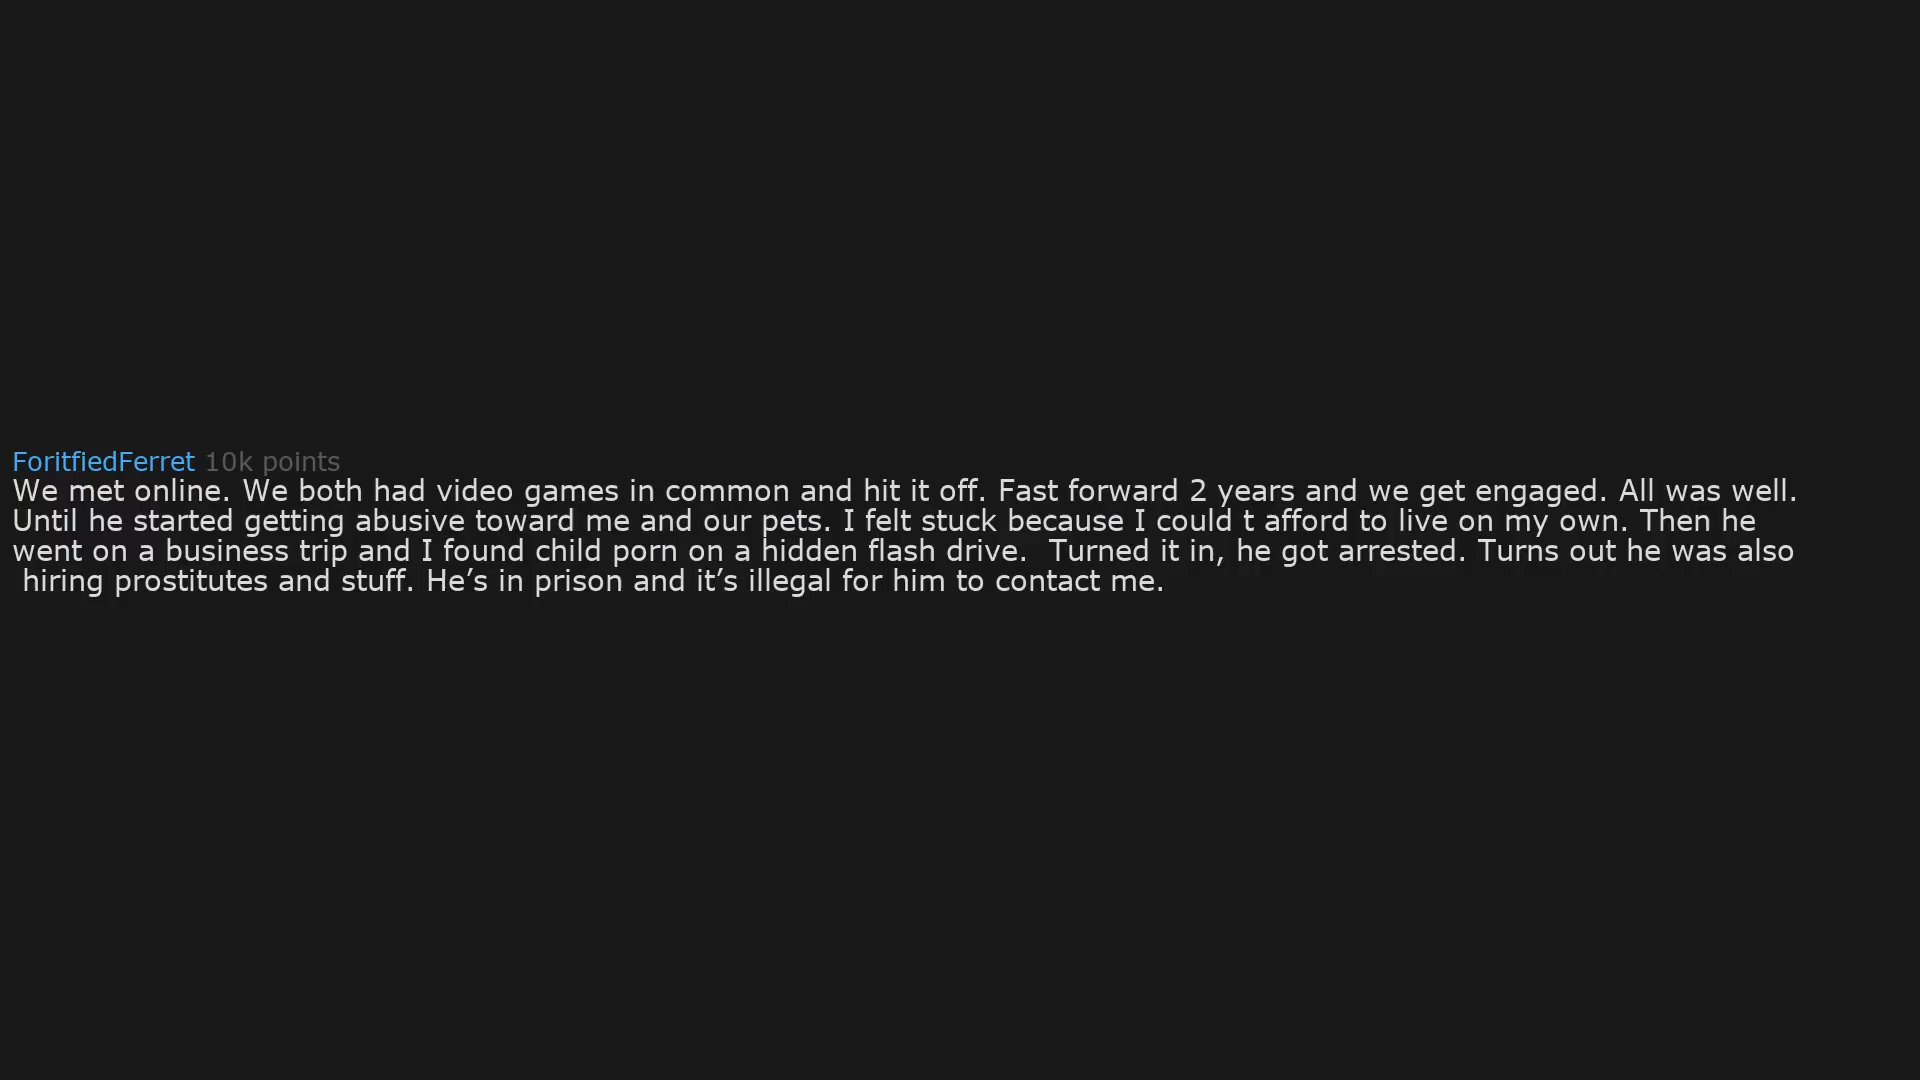 ForitfiedFerret 10k points
We met online. We both had video games in common and hit it off. Fast forward 2 years and we get engaged. All was well.
Until he started getting abusive toward me and our pets. I felt stuck because I could t afford to live on my own. Then he
went on a business trip and I found child porn on a hidden flash drive.  Turned it in, he got arrested. Turns out he was also
hiring prostitutes and stuff. He’s in prison and it’s illegal for him to contact me.